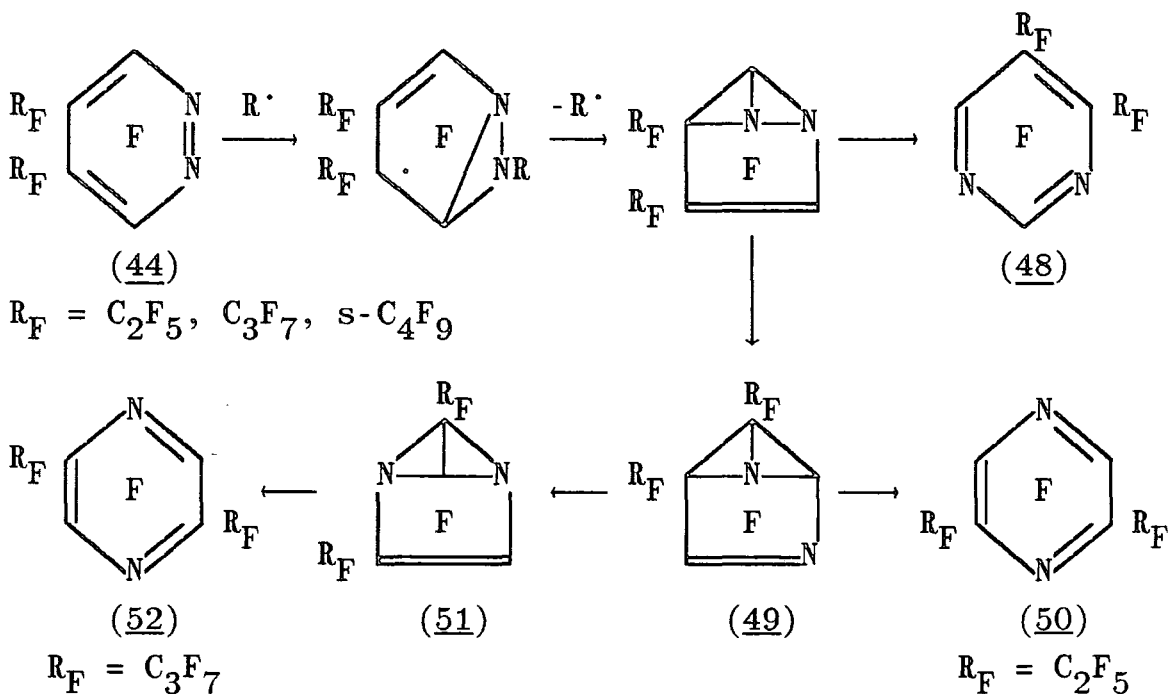 R_F
R_F N R· R_F N -R· R_F N N R_F
F F F F
R_F N R_F NR R_F N N
(44) (48)
R_F = C2F5, C3F7, s-C4F9
N R_F R_F N
R_F N N R_F N
F R_F F F F R_F R_F
N R_F N N
(52) (51) (49) (50)
R_F = C3F7 R_F = C2F5